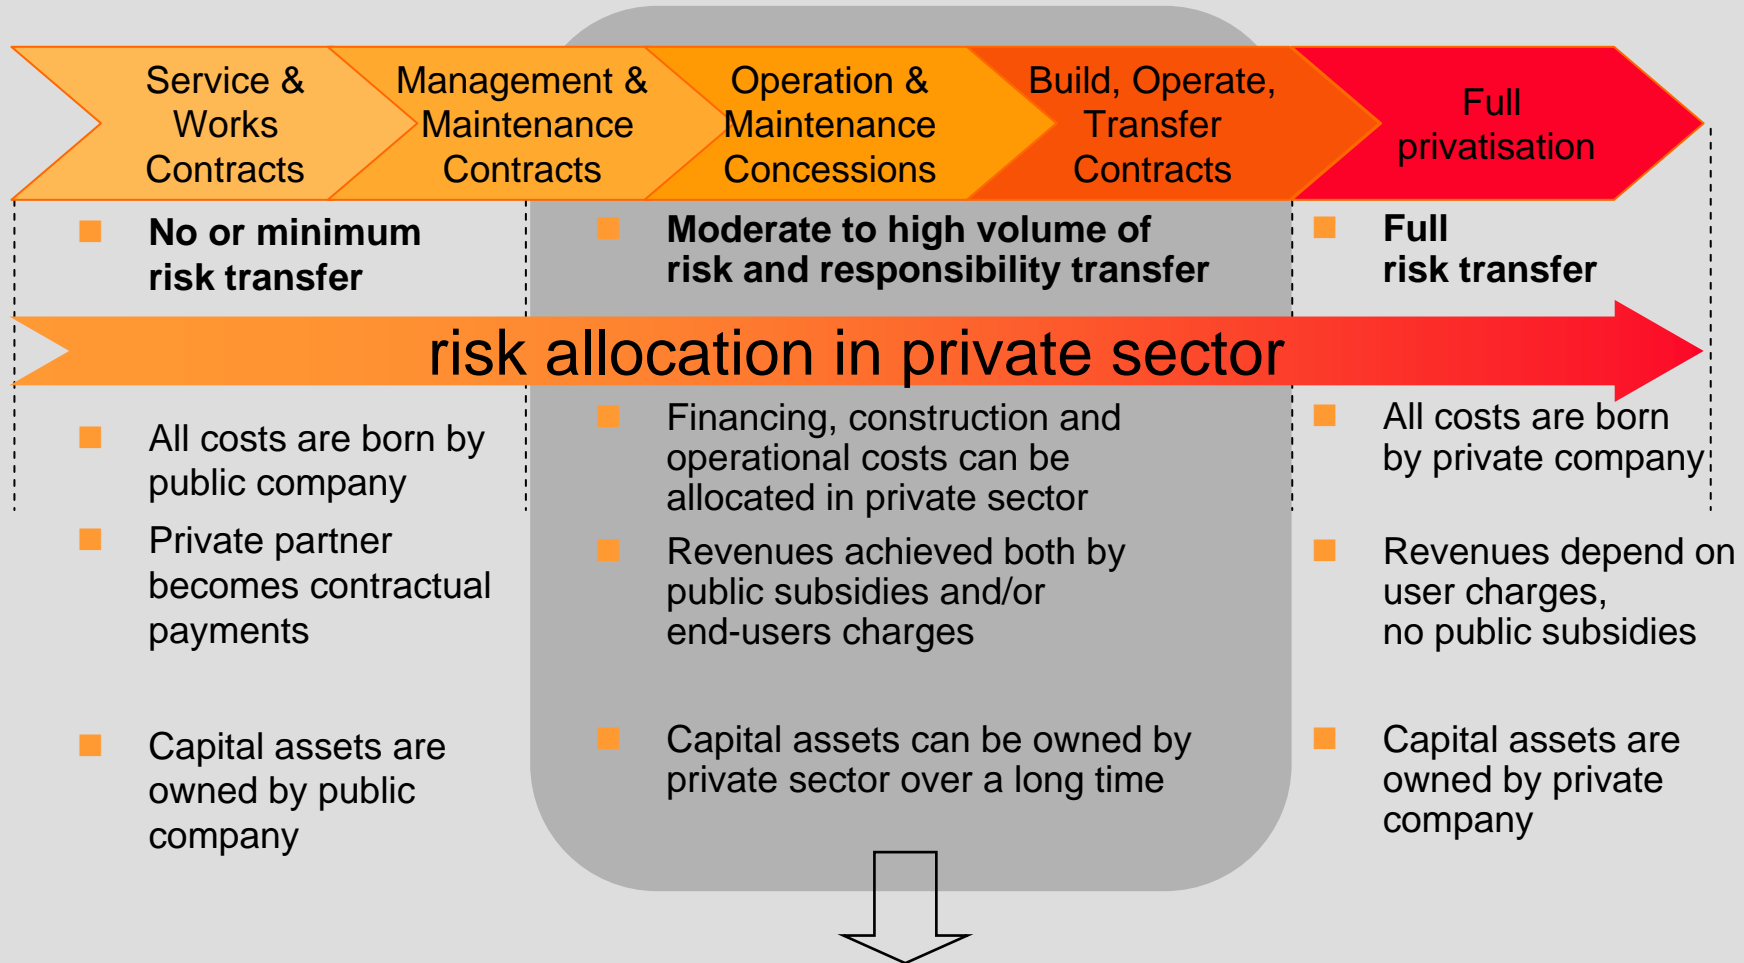 Service &
Works
Contracts
Management &
Maintenance
Contracts
Operation &
Maintenance
Concessions
Build, Operate,
Transfer
Contracts
Full
privatisation
No or minimum
risk transfer
Moderate to high volume of
risk and responsibility transfer
Full
risk transfer
risk allocation in private sector
All costs are born by
public company
Private partner
becomes contractual
payments
Capital assets are
owned by public
company
Financing, construction and
operational costs can be
allocated in private sector
Revenues achieved both by
public subsidies and/or
end-users charges
Capital assets can be owned by
private sector over a long time
All costs are born
by private company
Revenues depend on
user charges,
no public subsidies
Capital assets are
owned by private
company